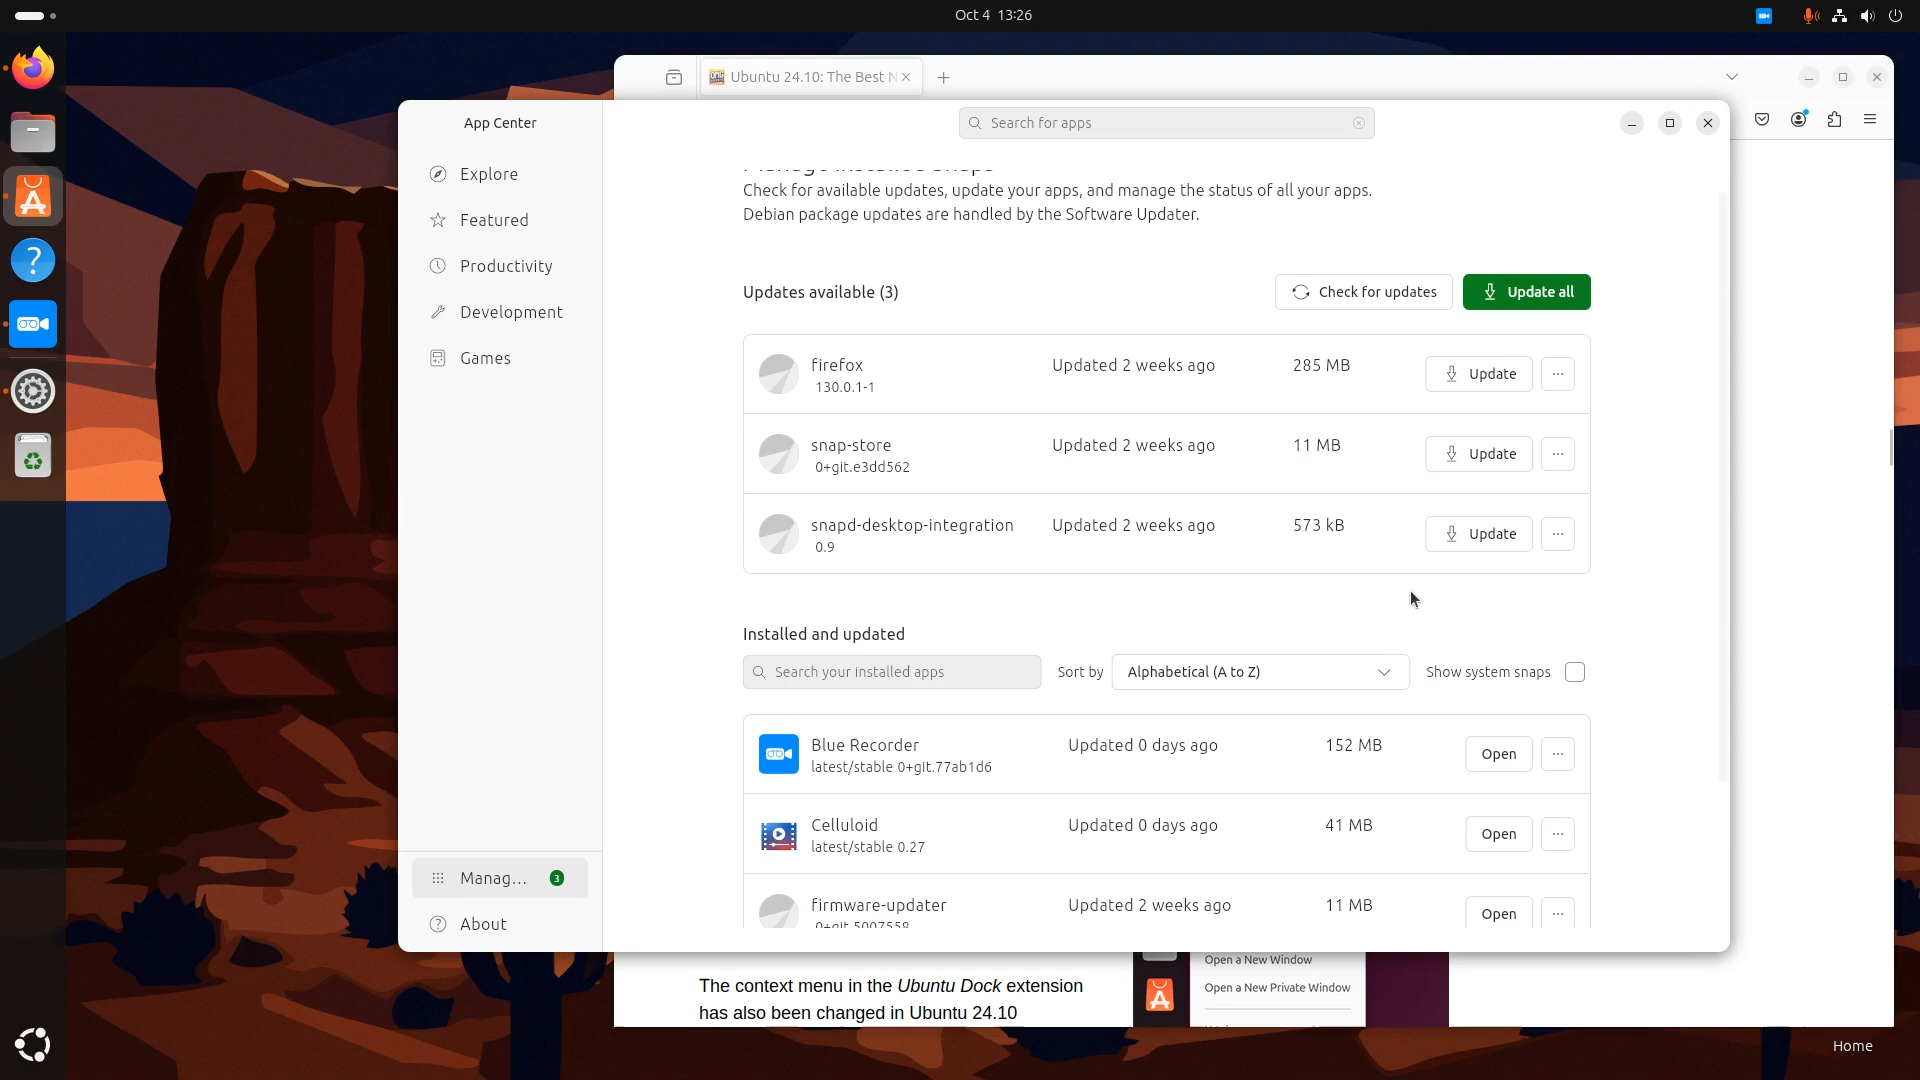 Oct 4 13:26
Ubuntu 24.10: The Best N
App Center
Search for apps
Explore
Featured
Productivity
Development
Games
Manag...
3
About
Manage installed snaps
Check for available updates, update your apps, and manage the status of all your apps.
Debian package updates are handled by the Software Updater.
Updates available (3)
Check for updates
Update all
firefox
130.0.1-1
Updated 2 weeks ago
285 MB
Update
snap-store
0+git.e3dd562
Updated 2 weeks ago
11 MB
Update
snapd-desktop-integration
0.9
Updated 2 weeks ago
573 kB
Update
Installed and updated
Search your installed apps
Sort by
Alphabetical (A to Z)
Show system snaps
Blue Recorder
latest/stable 0+git.77ab1d6
Updated 0 days ago
152 MB
Open
Celluloid
latest/stable 0.27
Updated 0 days ago
41 MB
Open
firmware-updater
0+git.5007558
Updated 2 weeks ago
11 MB
Open
The context menu in the Ubuntu Dock extension
has also been changed in Ubuntu 24.10
Open a New Window
Open a New Private Window
Home